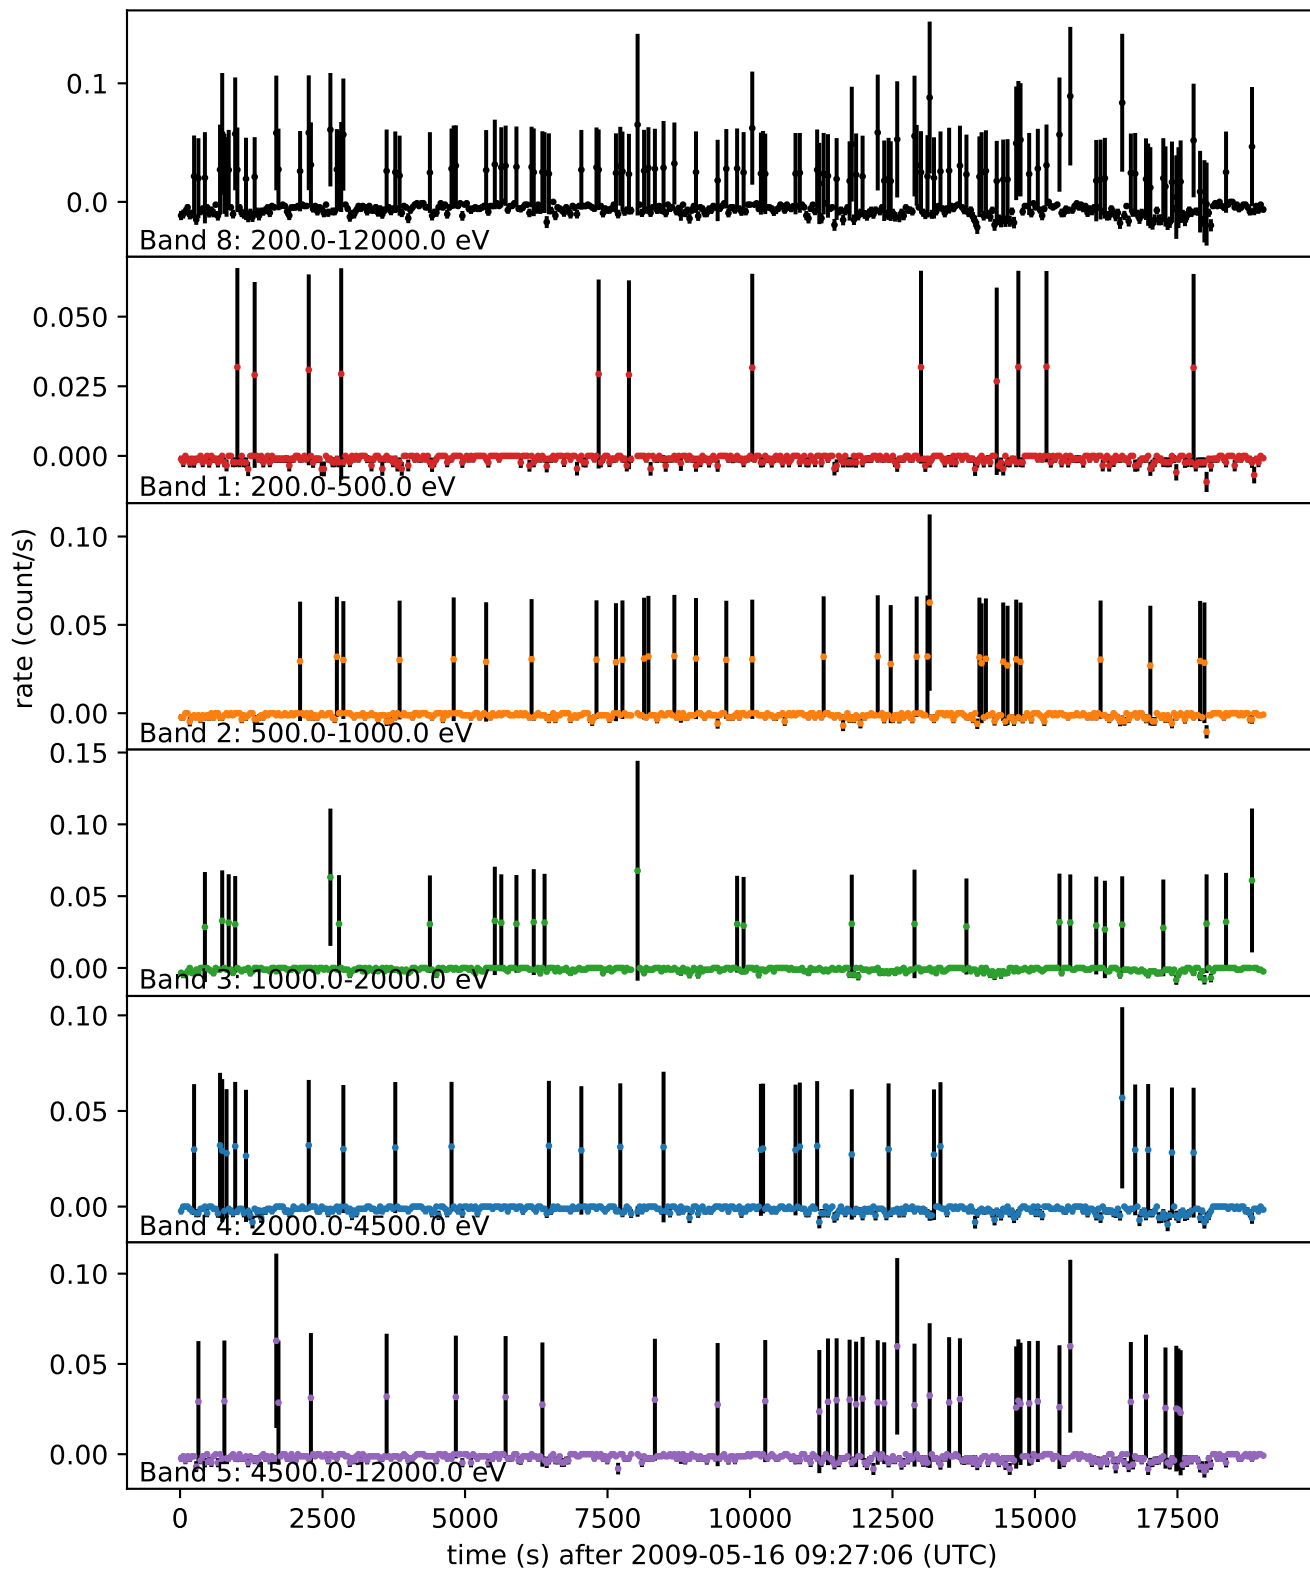 0.1
0.0
Band 8: 200.0-12000.0 eV
0.050
0.025
0.000
Band 1: 200.0-500.0 eV
rate (count/s)
0.10
0.05
0.00
Band 2: 500.0-1000.0 eV
0.15
0.10
0.05
0.00
Band 3: 1000.0-2000.0 eV
0.10
0.05
0.00
Band 4: 2000.0-4500.0 eV
0.10
0.05
0.00
Band 5: 4500.0-12000.0 eV
0 2500 5000 7500 10000 12500 15000 17500
time (s) after 2009-05-16 09:27:06 (UTC)